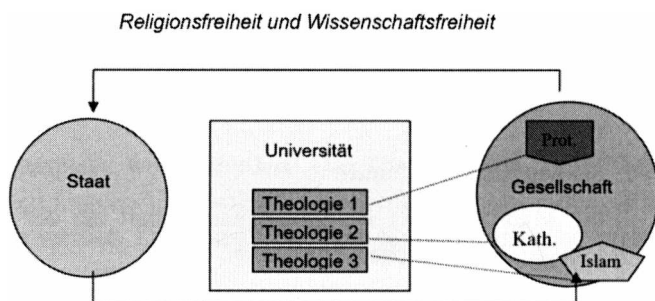 Religionsfreiheit und Wissenschaftsfreiheit
Staat
Universität
Theologie 1
Theologie 2
Theologie 3
Prot.
Gesellschaft
Kath.
Islam